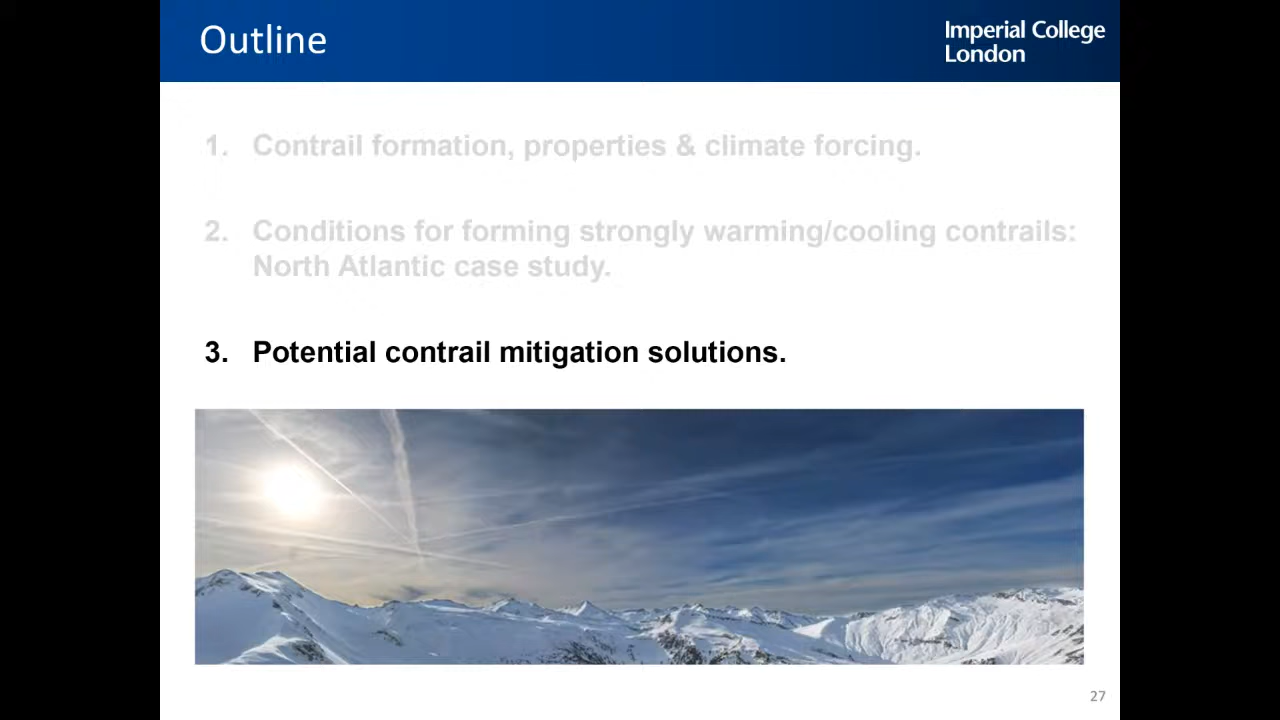 Outline
Imperial College
London
1. Contrail formation, properties & climate forcing.
2. Conditions for forming strongly warming/cooling contrails:
North Atlantic case study.
3. Potential contrail mitigation solutions.
27